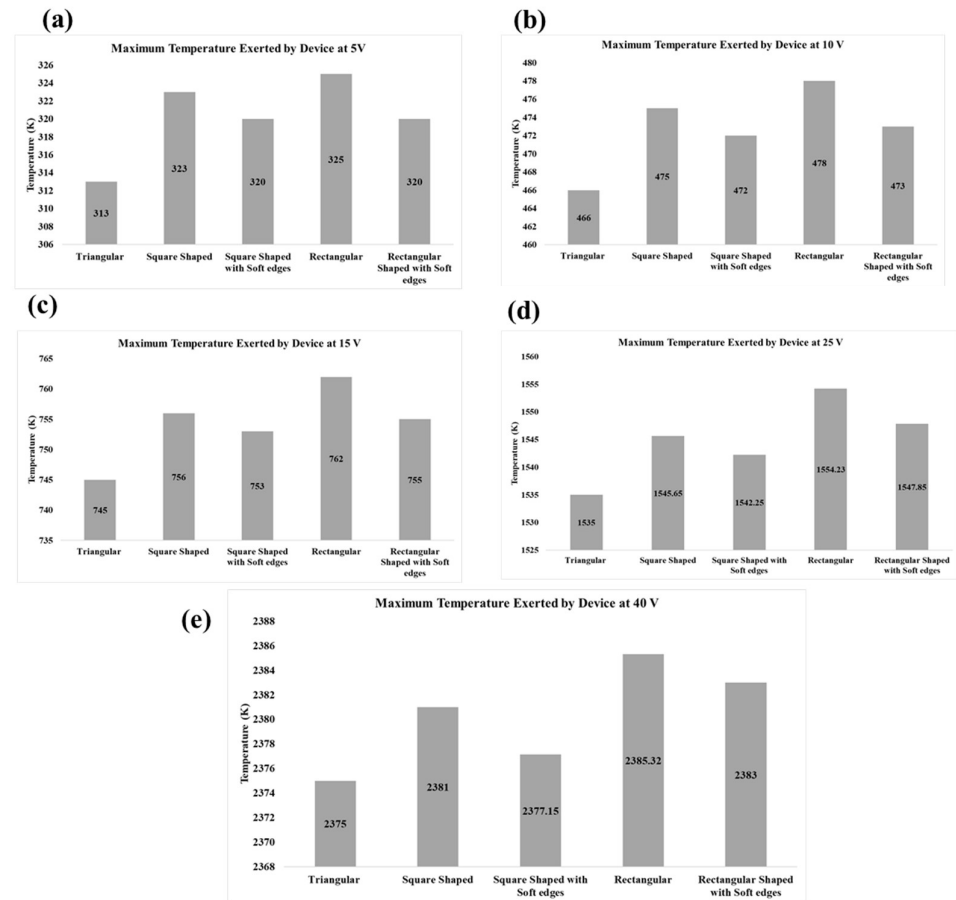 (a)
Maximum Temperature Exerted by Device at 5V
Temperature (K)
326
324
322
320
318
316
314
312
310
308
306
313
323
320
325
320
Triangular
Square Shaped
Square Shaped
with Soft edges
Rectangular
Rectangular
Shaped with Soft
edges
(b)
Maximum Temperature Exerted by Device at 10 V
Temperature (K)
480
478
476
474
472
470
468
466
464
462
460
466
475
472
478
473
Triangular
Square Shaped
Square Shaped
with Soft edges
Rectangular
Rectangular
Shaped with Soft
edges
(c)
Maximum Temperature Exerted by Device at 15 V
Temperature (K)
765
760
755
750
745
740
735
745
756
753
762
755
Triangular
Square Shaped
Square Shaped
with Soft edges
Rectangular
Rectangular
Shaped with Soft
edges
(d)
Maximum Temperature Exerted by Device at 25 V
Temperature (K)
1560
1555
1550
1545
1540
1535
1530
1525
1535
1545.65
1542.25
1554.23
1547.85
Triangular
Square Shaped
Square Shaped with
Soft edges
Rectangular
Rectangular Shaped
with Soft edges
(e)
Maximum Temperature Exerted by Device at 40 V
Temperature (K)
2388
2386
2384
2382
2380
2378
2376
2374
2372
2370
2368
2375
2381
2377.15
2385.32
2383
Triangular
Square Shaped
Square Shaped with
Soft edges
Rectangular
Rectangular Shaped
with Soft edges